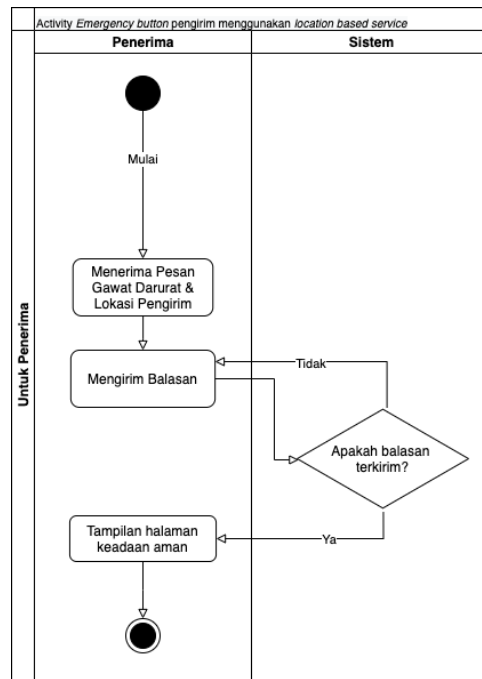 Activity Emergency button pengirim menggunakan location based service
Penerima
Sistem
Untuk Penerima
Mulai
Menerima Pesan
Gawat Darurat &
Lokasi Pengirim
Mengirim Balasan
Tidak
Apakah balasan
terkirim?
Tampilan halaman
keadaan aman
Ya